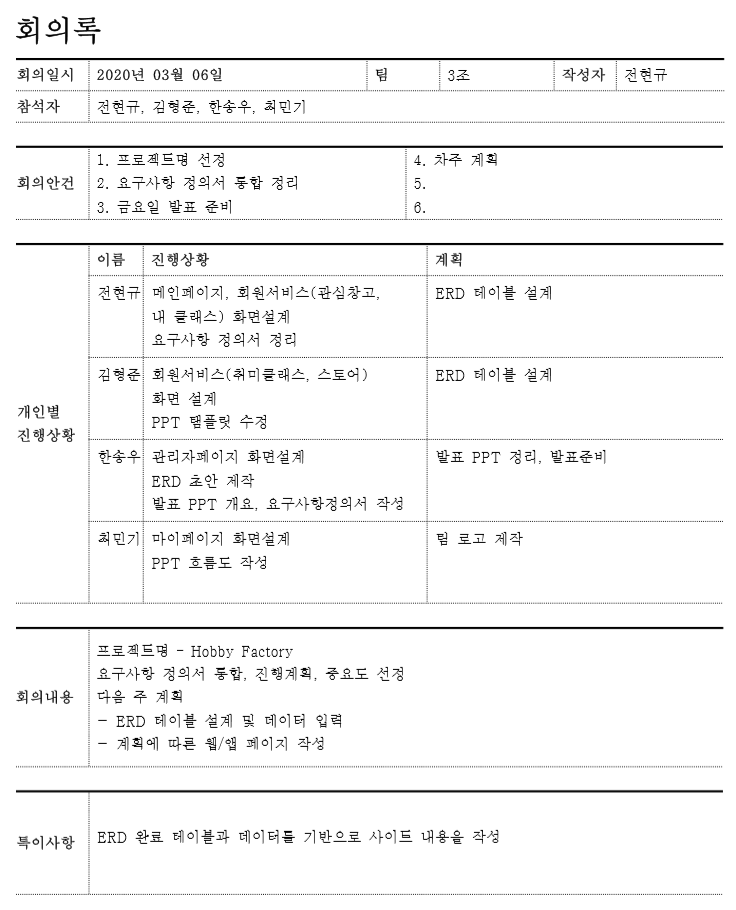 회의록
회의일시 2020년 03월 06일 팀 3조 작성자 전현규
참석자 전현규, 김형준, 한송우, 최민기
회의안건
1. 프로젝트명 선정
2. 요구사항 정의서 통합 정리
3. 금요일 발표 준비
4. 차주 계획
5.
6.
개인별
진행상황
이름 진행상황 계획
전현규 메인페이지, 회원서비스(관심창고, ERD 테이블 설계
내 클래스) 화면설계
요구사항 정의서 정리
김형준 회원서비스(취미클래스, 스토어) ERD 테이블 설계
화면 설계
PPT 탬플릿 수정
한송우 관리자페이지 화면설계 발표 PPT 정리, 발표준비
ERD 초안 제작
발표 PPT 개요, 요구사항정의서 작성
최민기 마이페이지 화면설계 팀 로고 제작
PPT 흐름도 작성
회의내용
프로젝트명 - Hobby Factory
요구사항 정의서 통합, 진행계획, 중요도 선정
다음 주 계획
- ERD 테이블 설계 및 데이터 입력
- 계획에 따른 웹/앱 페이지 작성
특이사항
ERD 완료 테이블과 데이터를 기반으로 사이트 내용을 작성